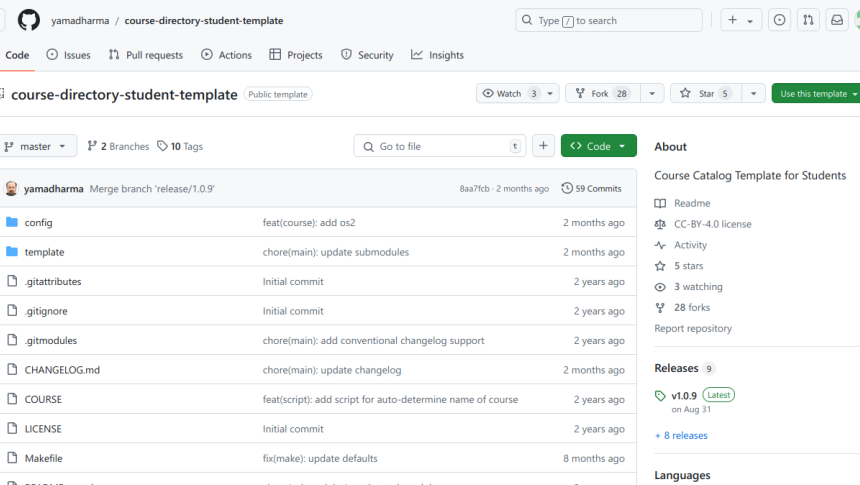 yamadharma / course-directory-student-template
Type / to search
Code Issues Pull requests Actions Projects Security Insights
course-directory-student-template Public template
Watch 3 Fork 28 Star 5 Use this template
master 2 Branches 10 Tags Go to file t Code
yamadharma Merge branch 'release/1.0.9' 8aa7fcb · 2 months ago 59 Commits
config feat(course): add os2 2 months ago
template chore(main): update submodules 2 months ago
.gitattributes Initial commit 2 years ago
.gitignore Initial commit 2 years ago
.gitmodules chore(main): add conventional changelog support 2 years ago
CHANGELOG.md chore(main): update changelog 2 months ago
COURSE feat(script): add script for auto-determine name of course 2 years ago
LICENSE Initial commit 2 years ago
Makefile fix(make): update defaults 8 months ago
About
Course Catalog Template for Students
Readme
CC-BY-4.0 license
Activity
5 stars
3 watching
28 forks
Report repository
Releases 9
v1.0.9 Latest
on Aug 31
+ 8 releases
Languages